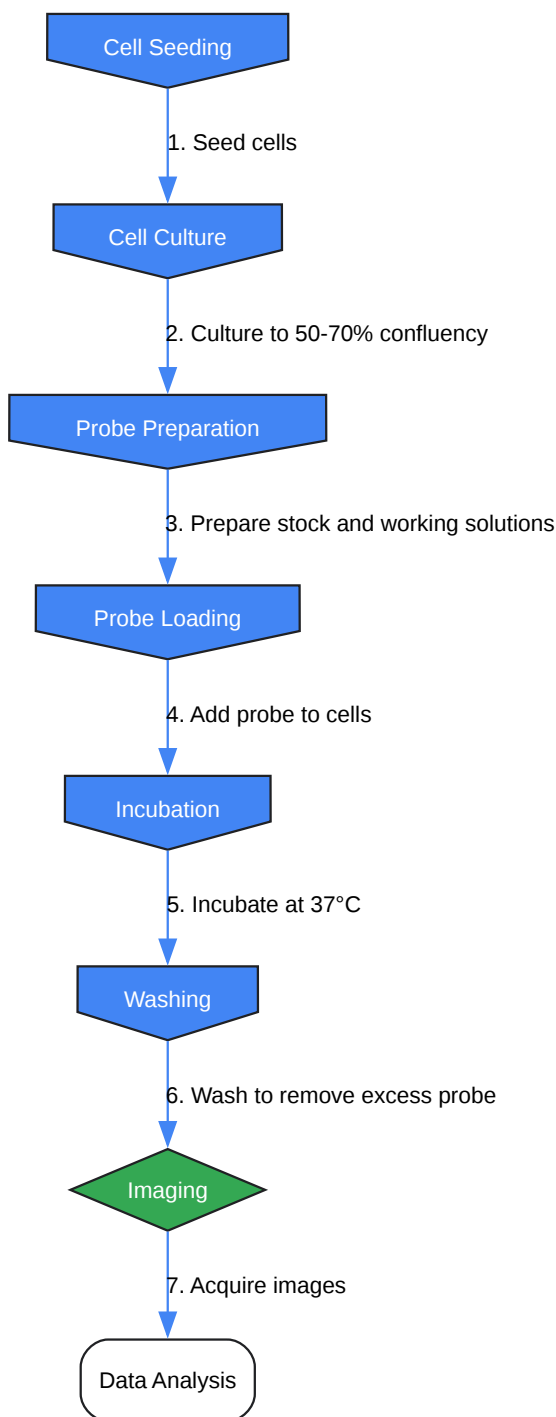 Cell Seeding
1. Seed cells
Cell Culture
2. Culture to 50-70% confluency
Probe Preparation
3. Prepare stock and working solutions
Probe Loading
4. Add probe to cells
Incubation
5. Incubate at 37°C
Washing
6. Wash to remove excess probe
Imaging
7. Acquire images
Data Analysis